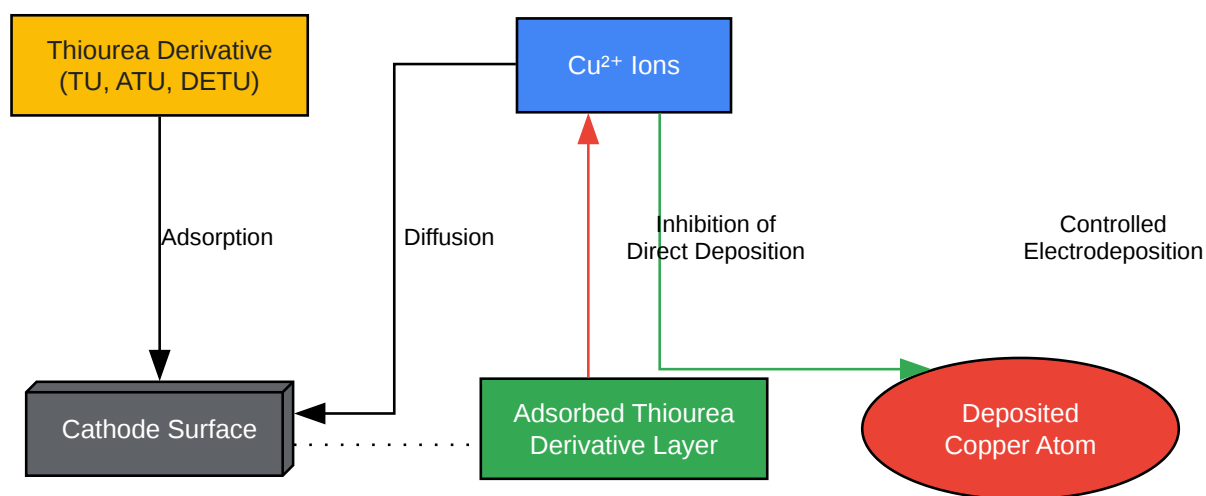 Thiourea Derivative
(TU, ATU, DETU)
Cu²⁺ Ions
Adsorption
Diffusion
Inhibition of
Direct Deposition
Controlled
Electrodeposition
Cathode Surface
Adsorbed Thiourea
Derivative Layer
Deposited
Copper Atom